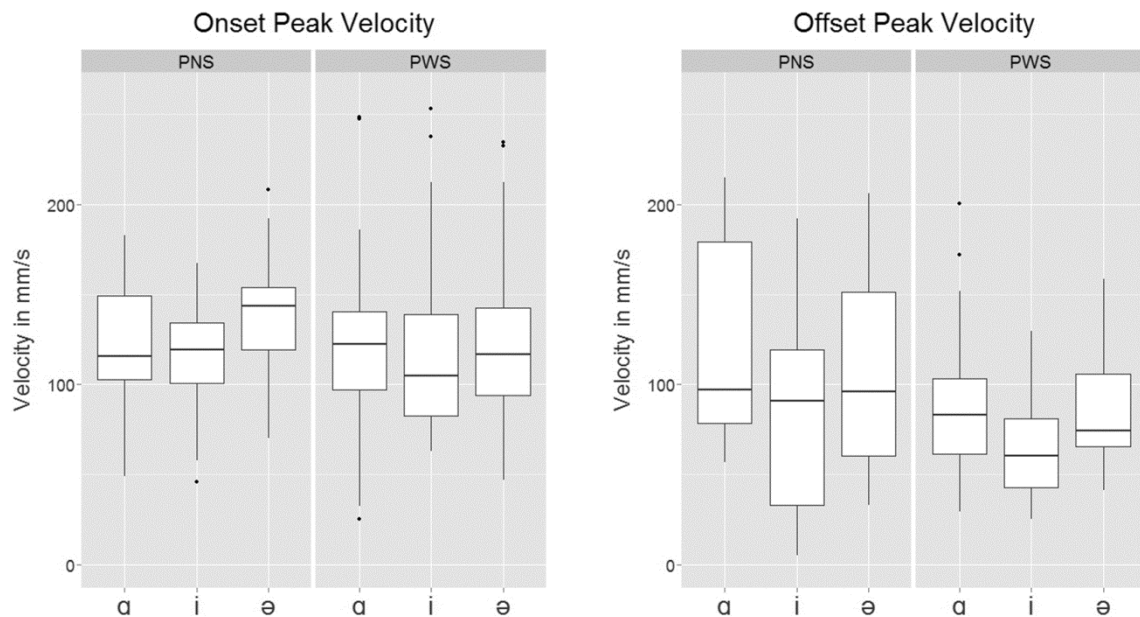 Onset Peak Velocity
PNS PWS
Velocity in mm/s
200
100
0
ɑ i ə ɑ i ə
Offset Peak Velocity
PNS PWS
Velocity in mm/s
200
100
0
ɑ i ə ɑ i ə